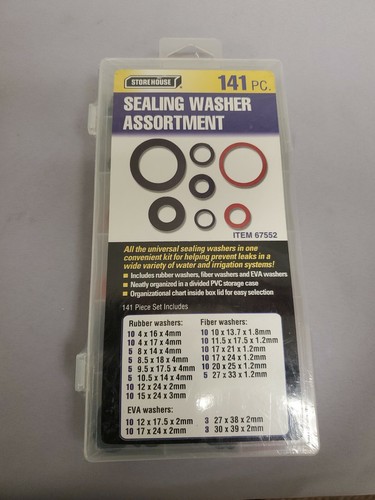 STOREHOUSE
141 PC.
SEALING WASHER
ASSORTMENT
ITEM 67552
All the universal sealing washers in one
convenient kit for helping prevent leaks in a
wide variety of water and irrigation systems!
Includes rubber washers, fiber washers and EVA washers
Neatly organized in a divided PVC storage case
Organizational chart inside box lid for easy selection
141 Piece Set Includes
Rubber washers:
10 4 x 16 x 4mm
10 4 x 17 x 4mm
5 8 x 14 x 4mm
5 8.5 x 18 x 4mm
5 9.5 x 17.5 x 4mm
5 10.5 x 14 x 4mm
10 12 x 24 x 2mm
10 15 x 24 x 3mm
Fiber washers:
10 10 x 13.7 x 1.8mm
10 11.5 x 17.5 x 1.2mm
10 17 x 21 x 1.2mm
10 17 x 24 x 1.2mm
10 20 x 25 x 1.2mm
5 27 x 33 x 1.2mm
EVA washers:
10 12 x 17.5 x 2mm
10 17 x 24 x 2mm
3 27 x 38 x 2mm
3 30 x 39 x 2mm